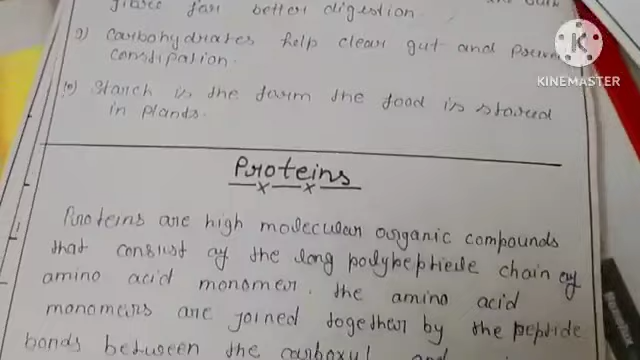 fibre for better digestion.
9) Carbohydrates help clear gut and
constipation.
10) Starch is the form the food is stored
in plants.
Proteins
Proteins are high molecular organic compounds
that consist of the long polypeptide chain of
amino acid monomer. The amino acid
monomers are joined together by the peptide
bonds between the carboxyl and
KINEMASTER